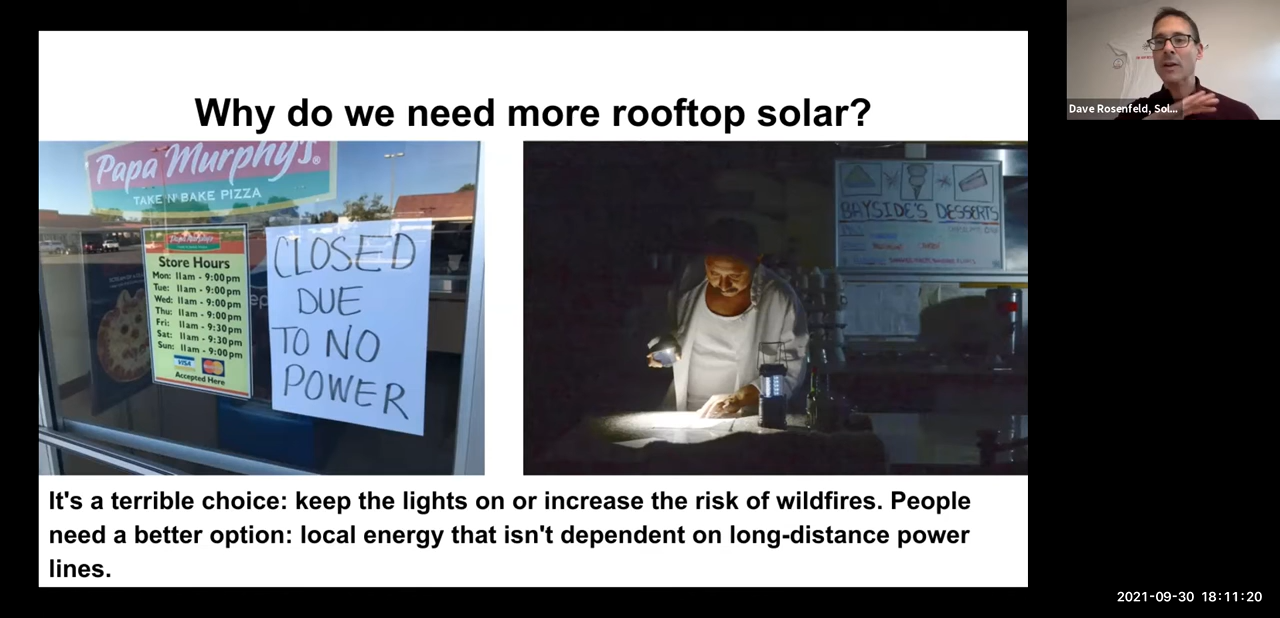 Why do we need more rooftop solar?
Papa Murphy's®
TAKE 'N' BAKE PIZZA
Store Hours
Mon: 11am - 9:00pm
Tue: 11am - 9:00pm
Wed: 11am - 9:00pm
Thu: 11am - 9:00pm
Fri: 11am - 9:30pm
Sat: 11am - 9:30pm
Sun: 11am - 9:00pm
VISA MasterCard
Accepted Here
CLOSED
DUE
TO NO
POWER
BAYSIDE'S DESSERTS
It's a terrible choice: keep the lights on or increase the risk of wildfires. People
need a better option: local energy that isn't dependent on long-distance power
lines.
Dave Rosenfeld, Sol...
2021-09-30 18:11:20